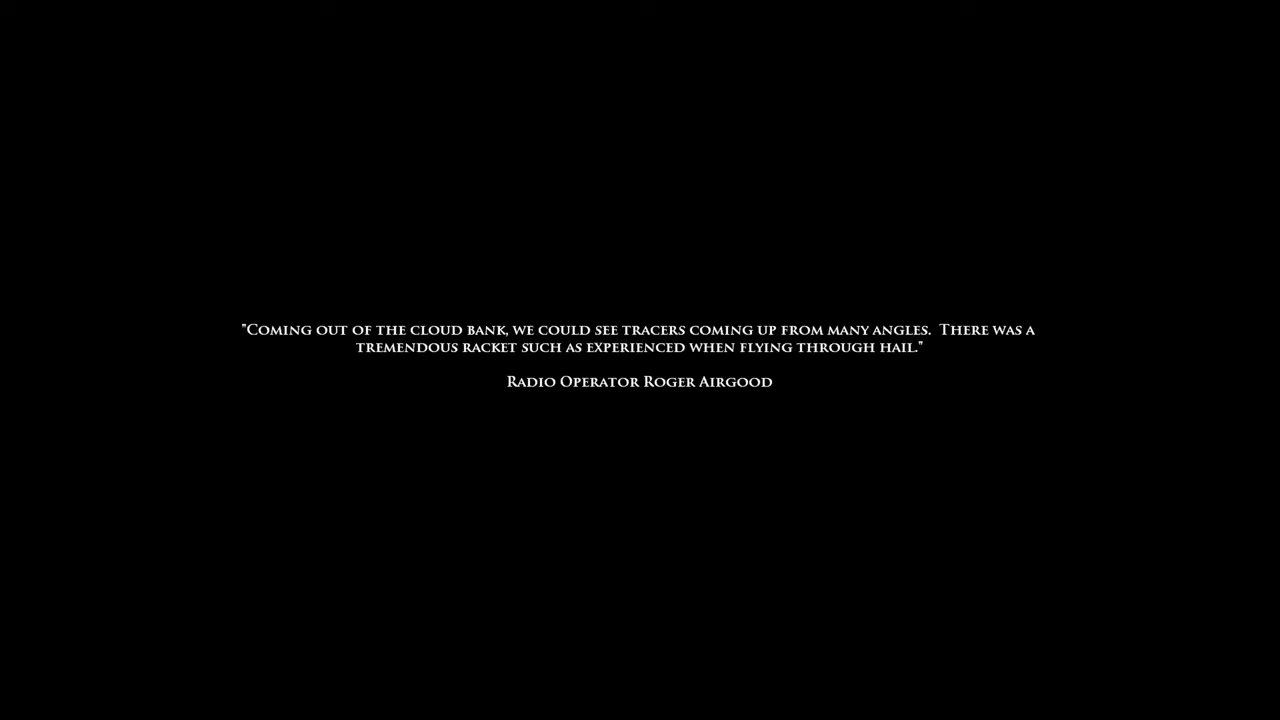 "Coming out of the cloud bank, we could see tracers coming up from many angles.  There was a
tremendous racket such as experienced when flying through hail."
Radio Operator Roger Airgood